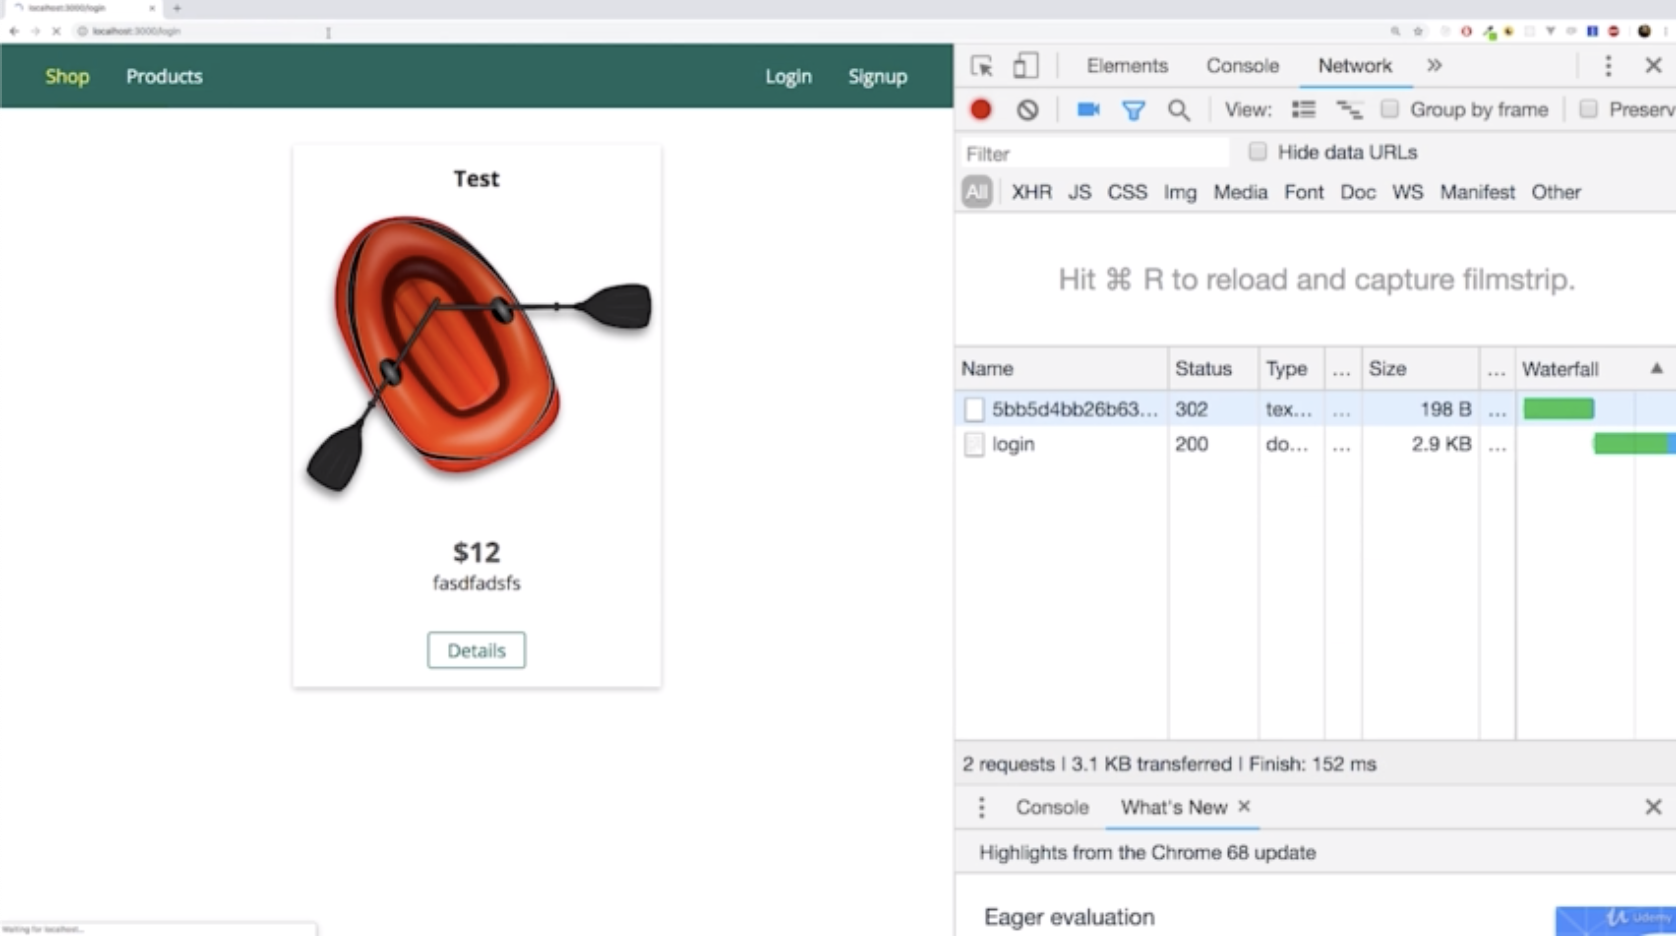 localhost:3000/login
localhost:3000/login
Shop Products Login Signup
Test
$12
fasdfadsfs
Details
Waiting for localhost...
Elements Console Network »
View: Group by frame Preserv
Filter Hide data URLs
All XHR JS CSS Img Media Font Doc WS Manifest Other
Hit ⌘ R to reload and capture filmstrip.
Name Status Type ... Size ... Waterfall
5bb5d4bb26b63... 302 tex... ... 198 B ...
login 200 do... ... 2.9 KB ...
2 requests | 3.1 KB transferred | Finish: 152 ms
Console What's New
Highlights from the Chrome 68 update
Eager evaluation
Udemy